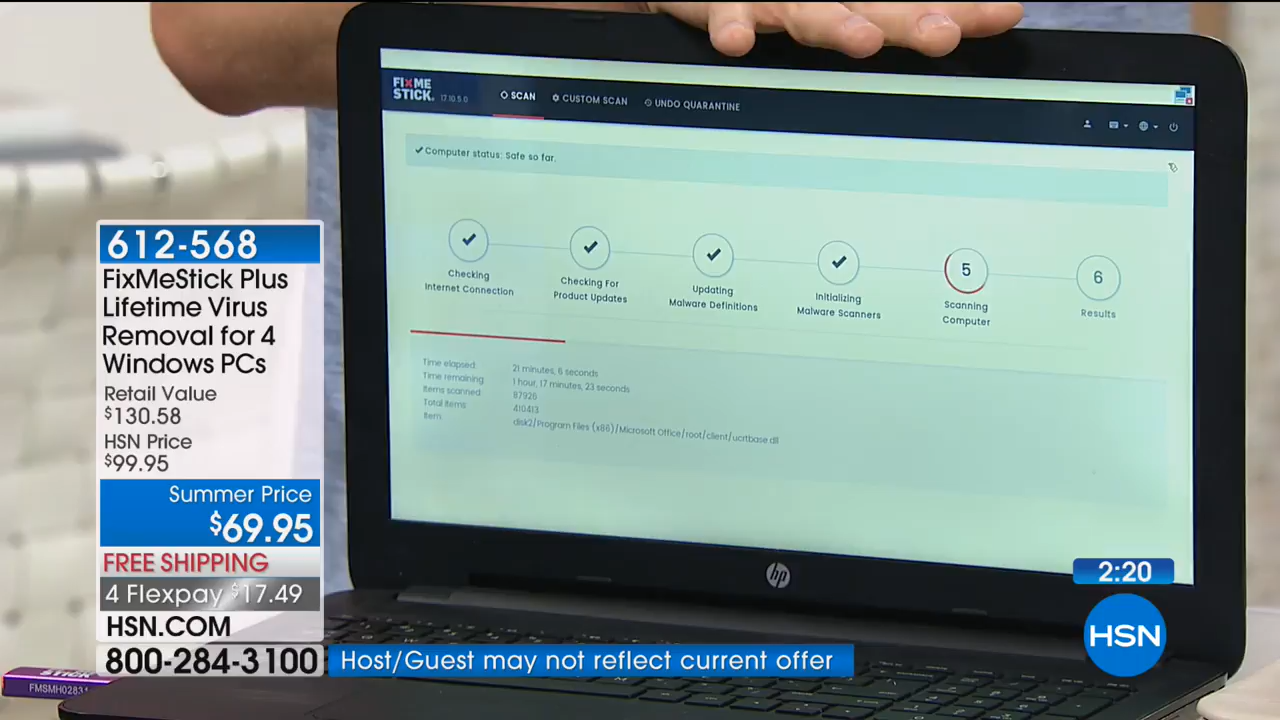 FIXME
STICK.
17.10.5.0
SCAN
CUSTOM SCAN
UNDO QUARANTINE
Computer status: Safe so far.
Checking
Internet Connection
Checking For
Product Updates
Updating
Malware Definitions
Initializing
Malware Scanners
5
Scanning
Computer
6
Results
Time elapsed: 21 minutes, 6 seconds
Time remaining: 1 hour, 17 minutes, 23 seconds
Items scanned: 87926
Total items: 410413
Item: disk2/Program Files (x86)/Microsoft Office/root/client/ucrtbase.dll
hp
612-568
FixMeStick Plus
Lifetime Virus
Removal for 4
Windows PCs
Retail Value
$130.58
HSN Price
$99.95
Summer Price
$69.95
FREE SHIPPING
4 Flexpay $17.49
HSN.COM
800-284-3100
Host/Guest may not reflect current offer
2:20
HSN
STICK